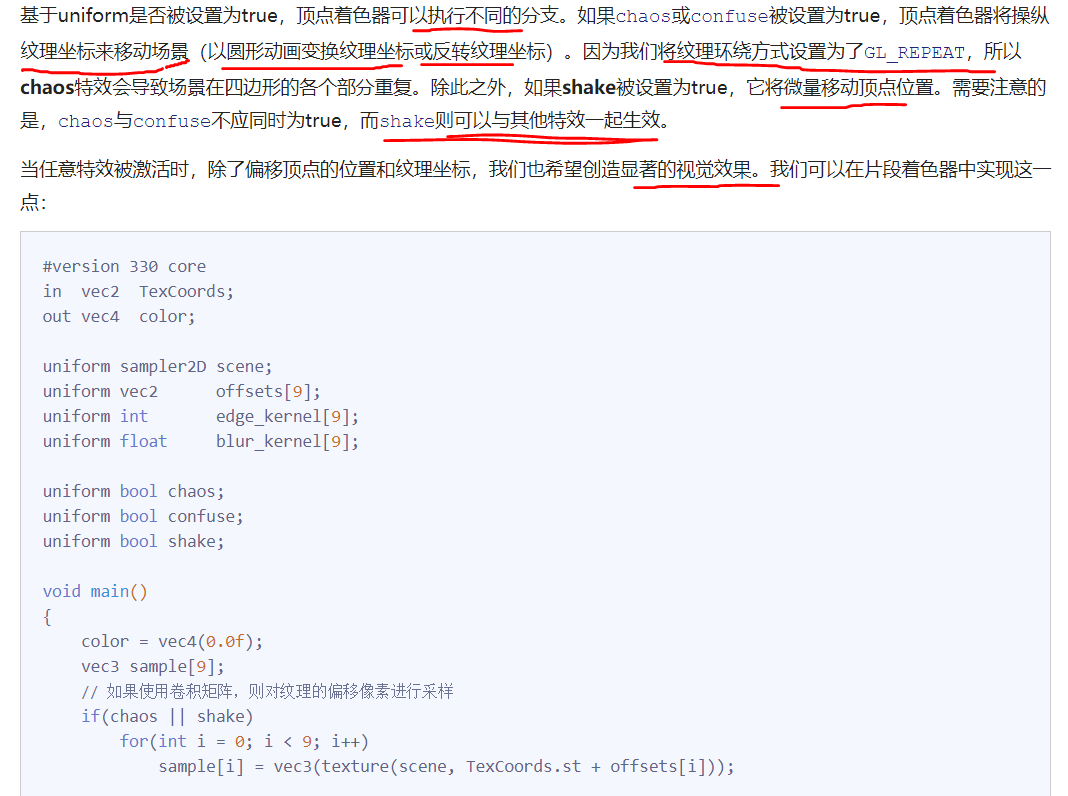 基于uniform是否被设置为true，顶点着色器可以执行不同的分支。如果chaos或confuse被设置为true，顶点着色器将操纵
纹理坐标来移动场景（以圆形动画变换纹理坐标或反转纹理坐标）。因为我们将纹理环绕方式设置为了GL_REPEAT，所以
chaos特效会导致场景在四边形的各个部分重复。除此之外，如果shake被设置为true，它将微量移动顶点位置。需要注意的
是，chaos与confuse不应同时为true，而shake则可以与其他特效一起生效。
当任意特效被激活时，除了偏移顶点的位置和纹理坐标，我们也希望创造显著的视觉效果。我们可以在片段着色器中实现这一
点：
#version 330 core
in  vec2  TexCoords;
out vec4  color;
uniform sampler2D scene;
uniform vec2      offsets[9];
uniform int       edge_kernel[9];
uniform float     blur_kernel[9];
uniform bool chaos;
uniform bool confuse;
uniform bool shake;
void main()
{
    color = vec4(0.0f);
    vec3 sample[9];
    // 如果使用卷积矩阵，则对纹理的偏移像素进行采样
    if(chaos || shake)
        for(int i = 0; i < 9; i++)
            sample[i] = vec3(texture(scene, TexCoords.st + offsets[i]));